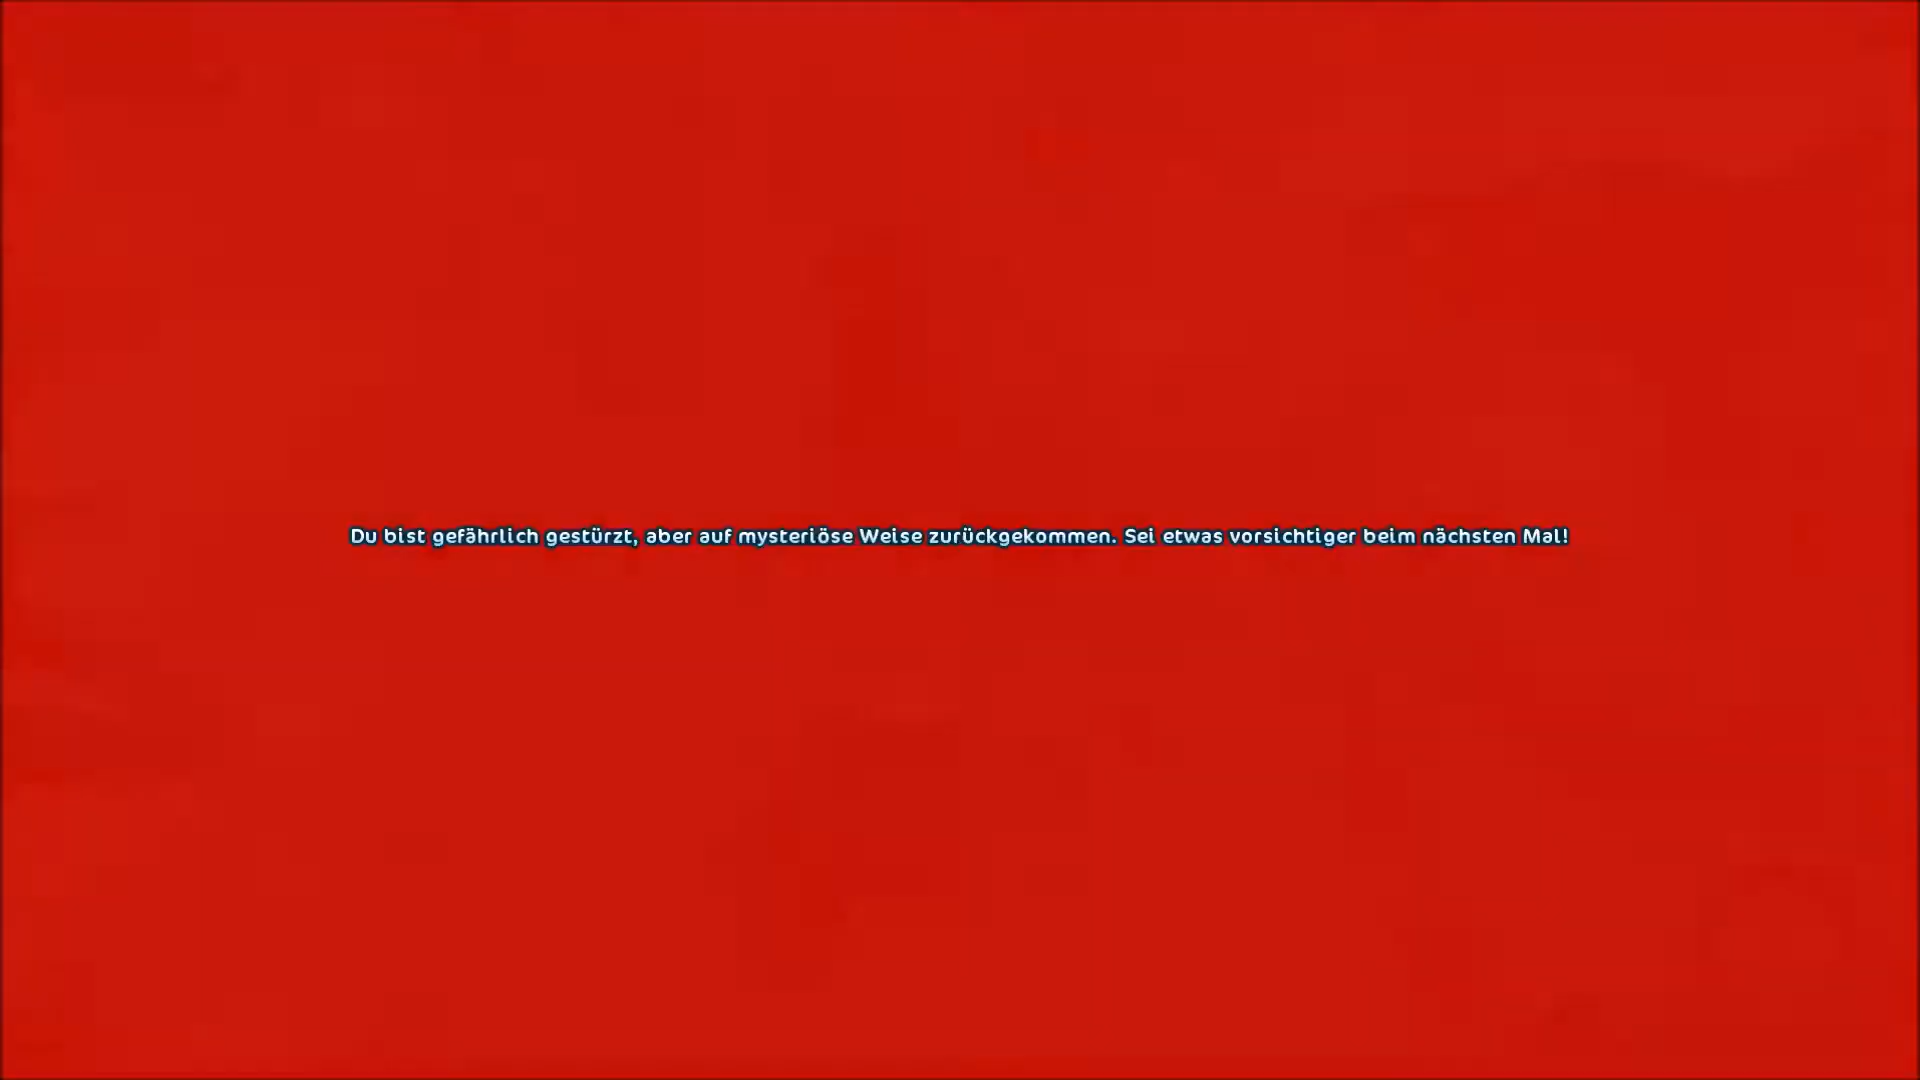 Du bist gefährlich gestürzt, aber auf mysteriöse Weise zurückgekommen. Sei etwas vorsichtiger beim nächsten Mal!